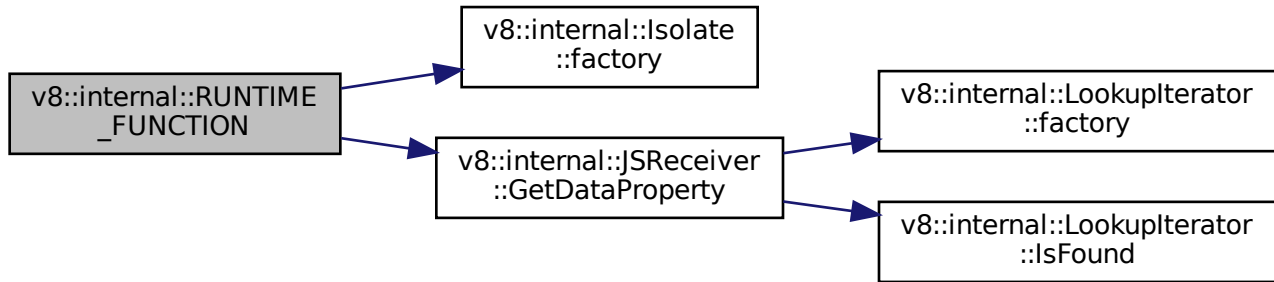 v8::internal::RUNTIME
_FUNCTION
v8::internal::Isolate
::factory
v8::internal::JSReceiver
::GetDataProperty
v8::internal::LookupIterator
::factory
v8::internal::LookupIterator
::IsFound